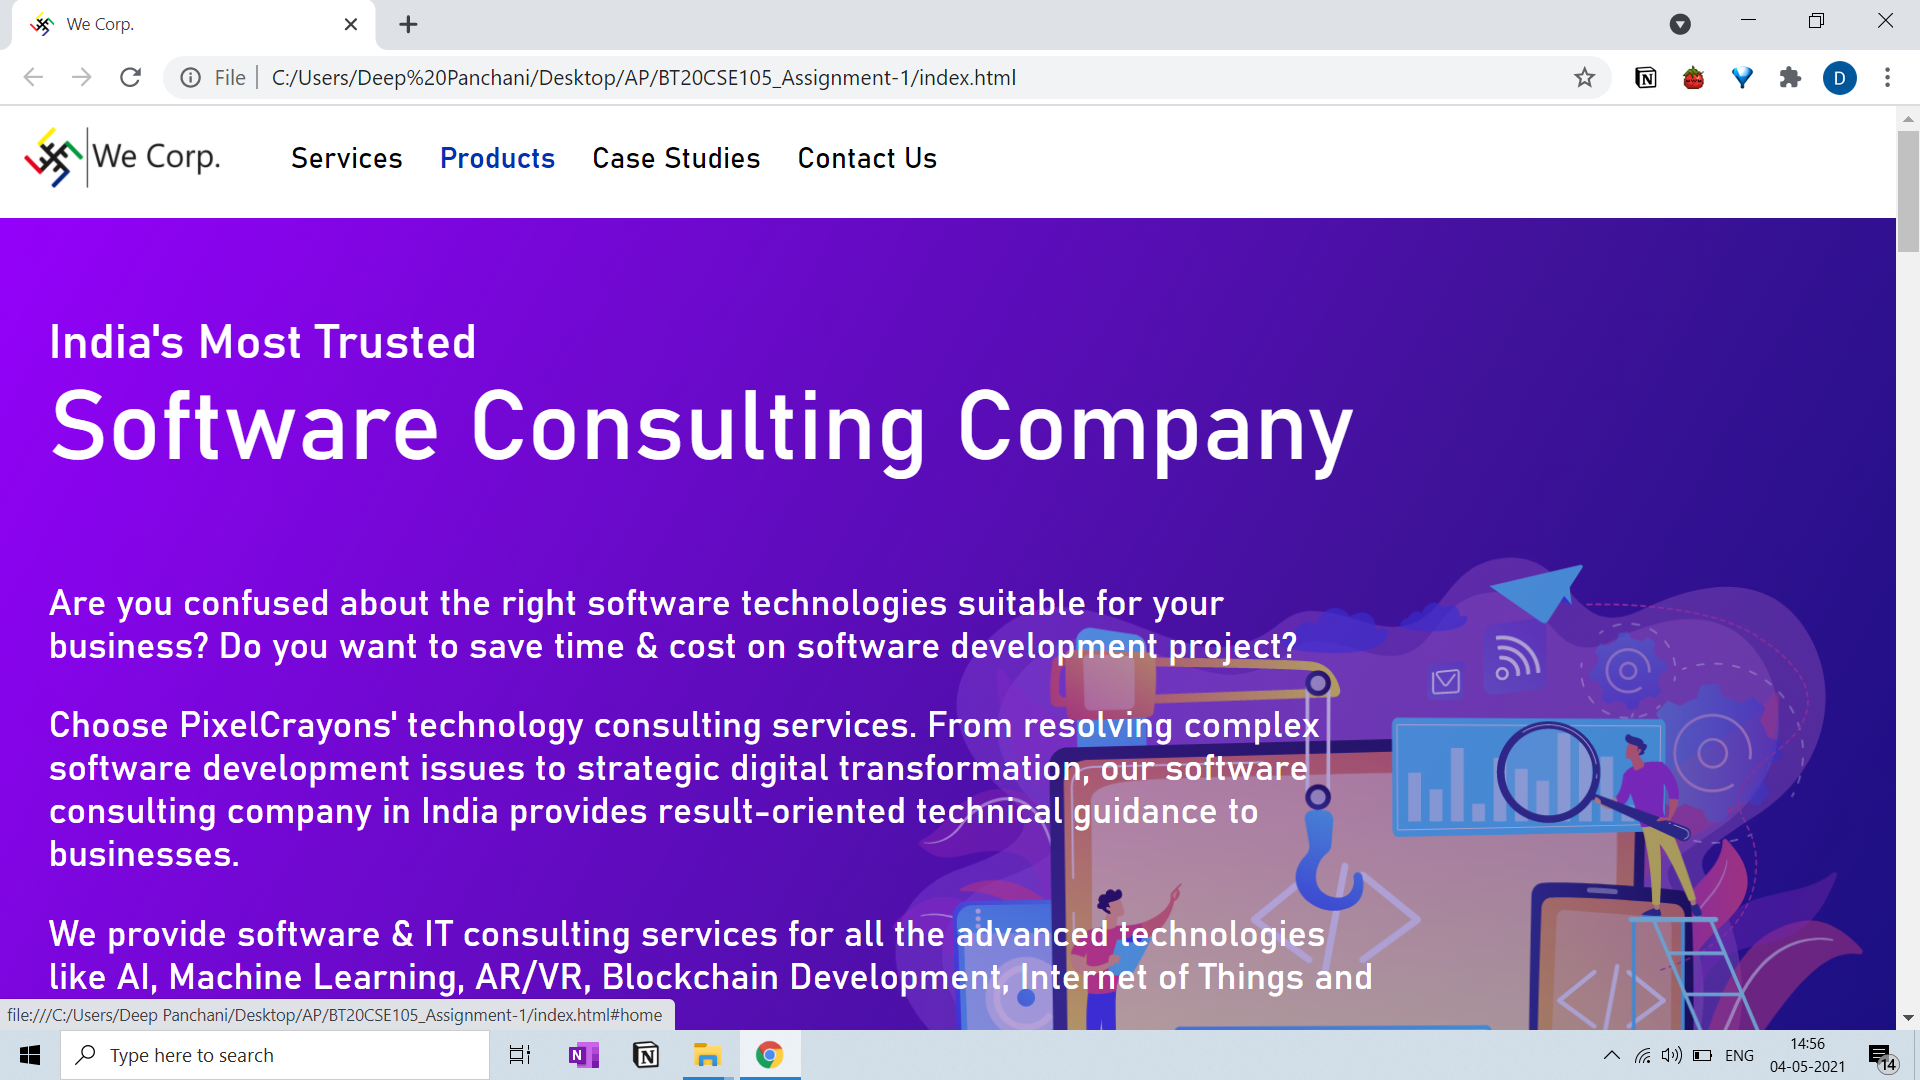 We Corp.
File
C:/Users/Deep%20Panchani/Desktop/AP/BT20CSE105_Assignment-1/index.html
D
We Corp.
Services
Products
Case Studies
Contact Us
India's Most Trusted
Software Consulting Company
Are you confused about the right software technologies suitable for your
business? Do you want to save time & cost on software development project?
Choose PixelCrayons' technology consulting services. From resolving complex
software development issues to strategic digital transformation, our software
consulting company in India provides result-oriented technical guidance to
businesses.
We provide software & IT consulting services for all the advanced technologies
like AI, Machine Learning, AR/VR, Blockchain Development, Internet of Things and
file:///C:/Users/Deep Panchani/Desktop/AP/BT20CSE105_Assignment-1/index.html#home
Type here to search
ENG
14:56
04-05-2021
14